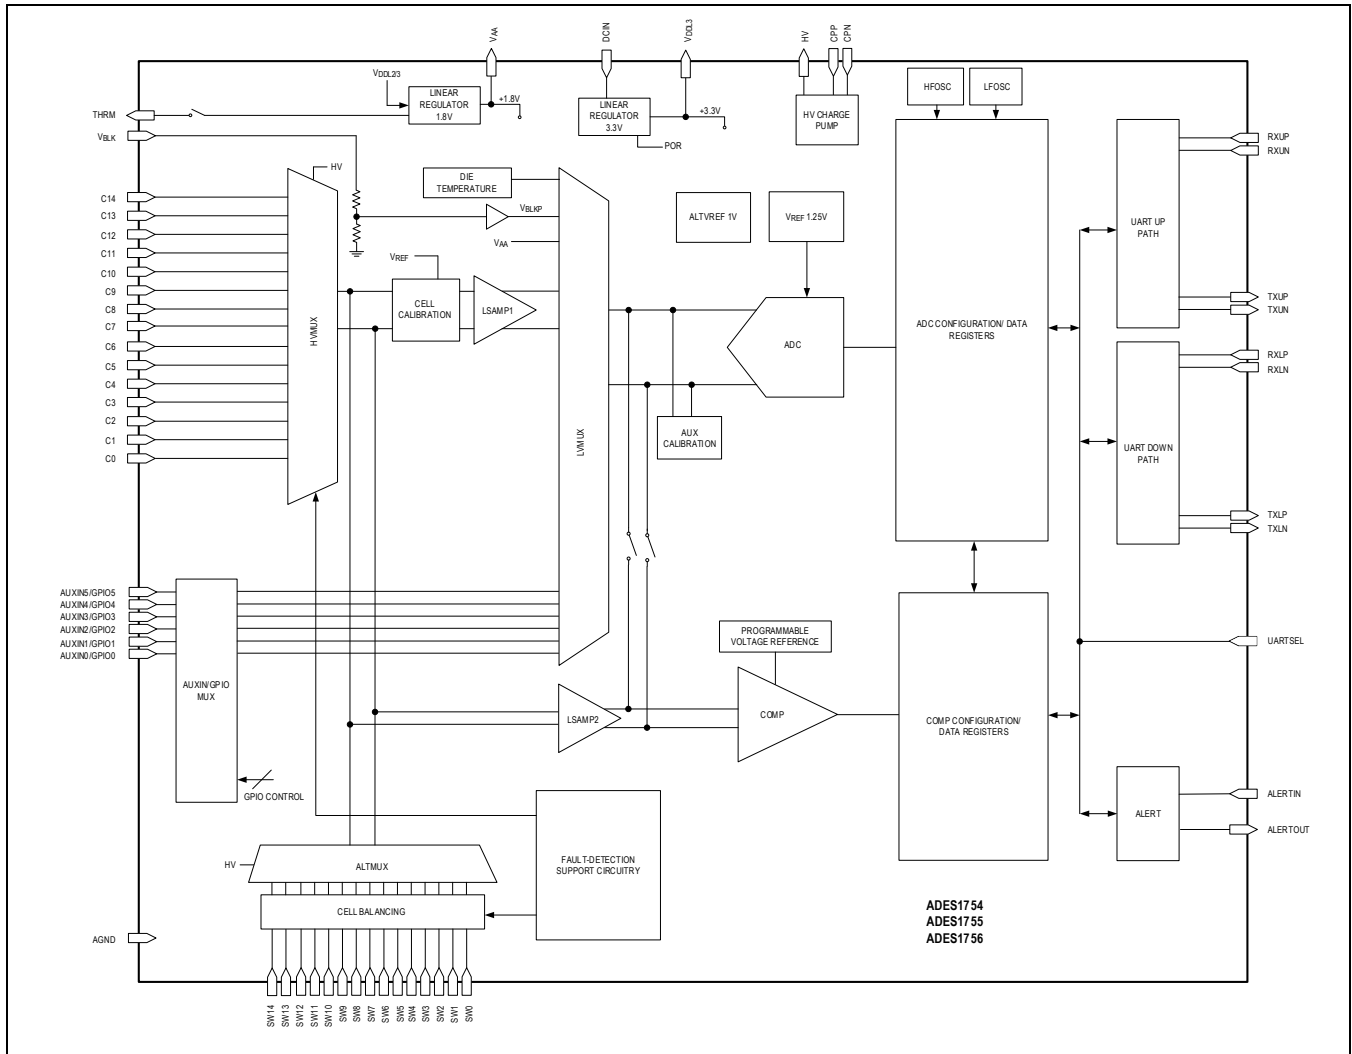 VAA
DCIN
VDDL3
HV
CPP
CPN
VDDL2/3
LINEAR
REGULATOR
1.8V
+1.8V
LINEAR
REGULATOR
3.3V
+3.3V
POR
HV CHARGE
PUMP
HFOSC
LFOSC
THRM
VBLK
HV
C14
C13
C12
C11
C10
C9
C8
C7
C6
C5
C4
C3
C2
C1
C0
HVMUX
DIE
TEMPERATURE
VBLKP
VAA
VREF
CELL
CALIBRATION
LSAMP1
LVMUX
ALTVREF 1V
VREF 1.25V
ADC
AUX
CALIBRATION
ADC CONFIGURATION/ DATA
REGISTERS
UART UP
PATH
RXUP
RXUN
TXUP
TXUN
UART DOWN
PATH
RXLP
RXLN
TXLP
TXLN
AUXIN5/GPIO5
AUXIN4/GPIO4
AUXIN3/GPIO3
AUXIN2/GPIO2
AUXIN1/GPIO1
AUXIN0/GPIO0
AUXIN/GPIO
MUX
GPIO CONTROL
PROGRAMMABLE
VOLTAGE REFERENCE
LSAMP2
COMP
COMP CONFIGURATION/
DATA REGISTERS
UARTSEL
ALERT
ALERTIN
ALERTOUT
HV
ALTMUX
CELL BALANCING
FAULT-DETECTION
SUPPORT CIRCUITRY
ADES1754
ADES1755
ADES1756
AGND
SW14
SW13
SW12
SW11
SW10
SW9
SW8
SW7
SW6
SW5
SW4
SW3
SW2
SW1
SW0